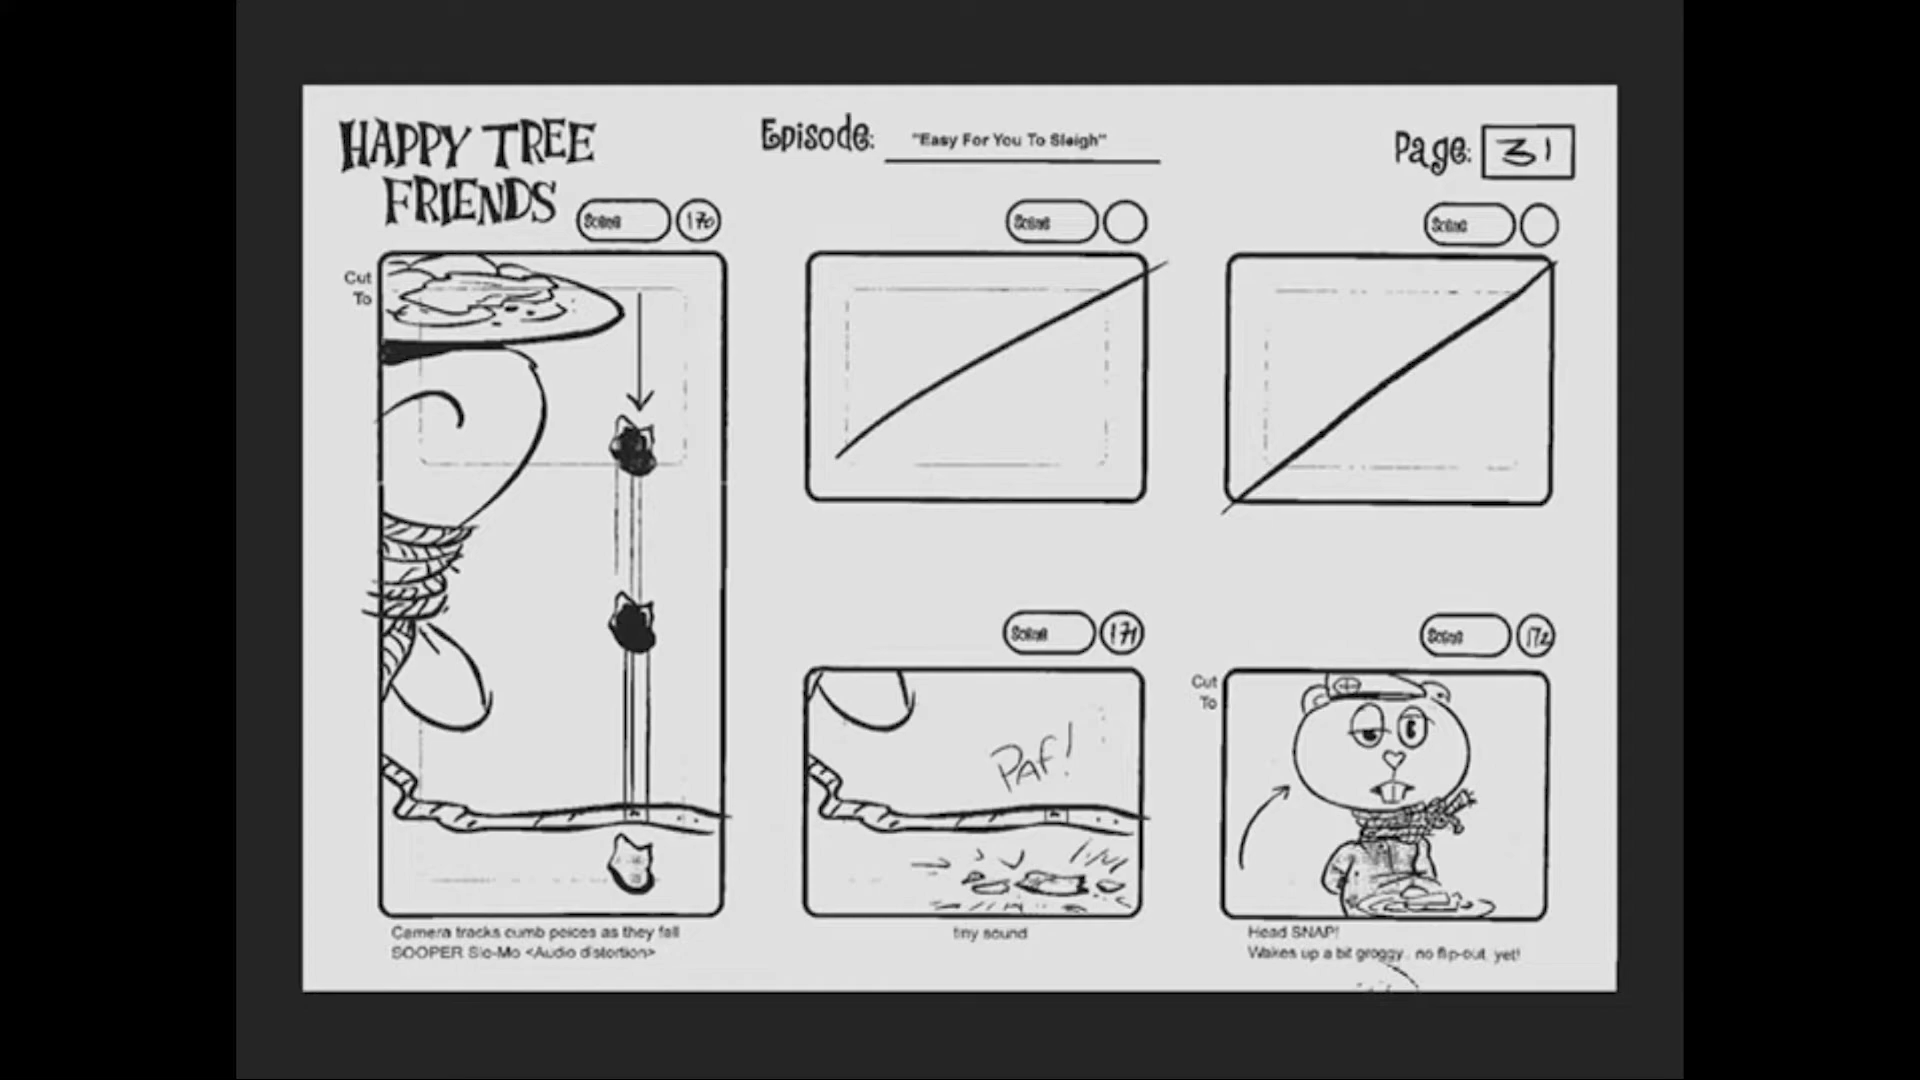 HAPPY TREE
FRIENDS
Episode: "Easy For You To Sleigh"
Page: 31
Scene 170
Scene
Scene
Cut
To
Camera tracks cumb peices as they fall
SOOPER Slo-Mo <Audio distortion>
Scene 171
PAF!
tiny sound
Scene 172
Cut
To
Head SNAP!
Wakes up a bit groggy, no flip-out, yet!